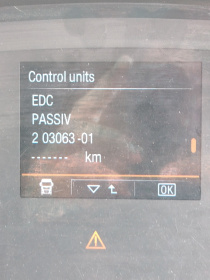 Control units
EDC
PASSIV
2 03063-01
------- km
OK